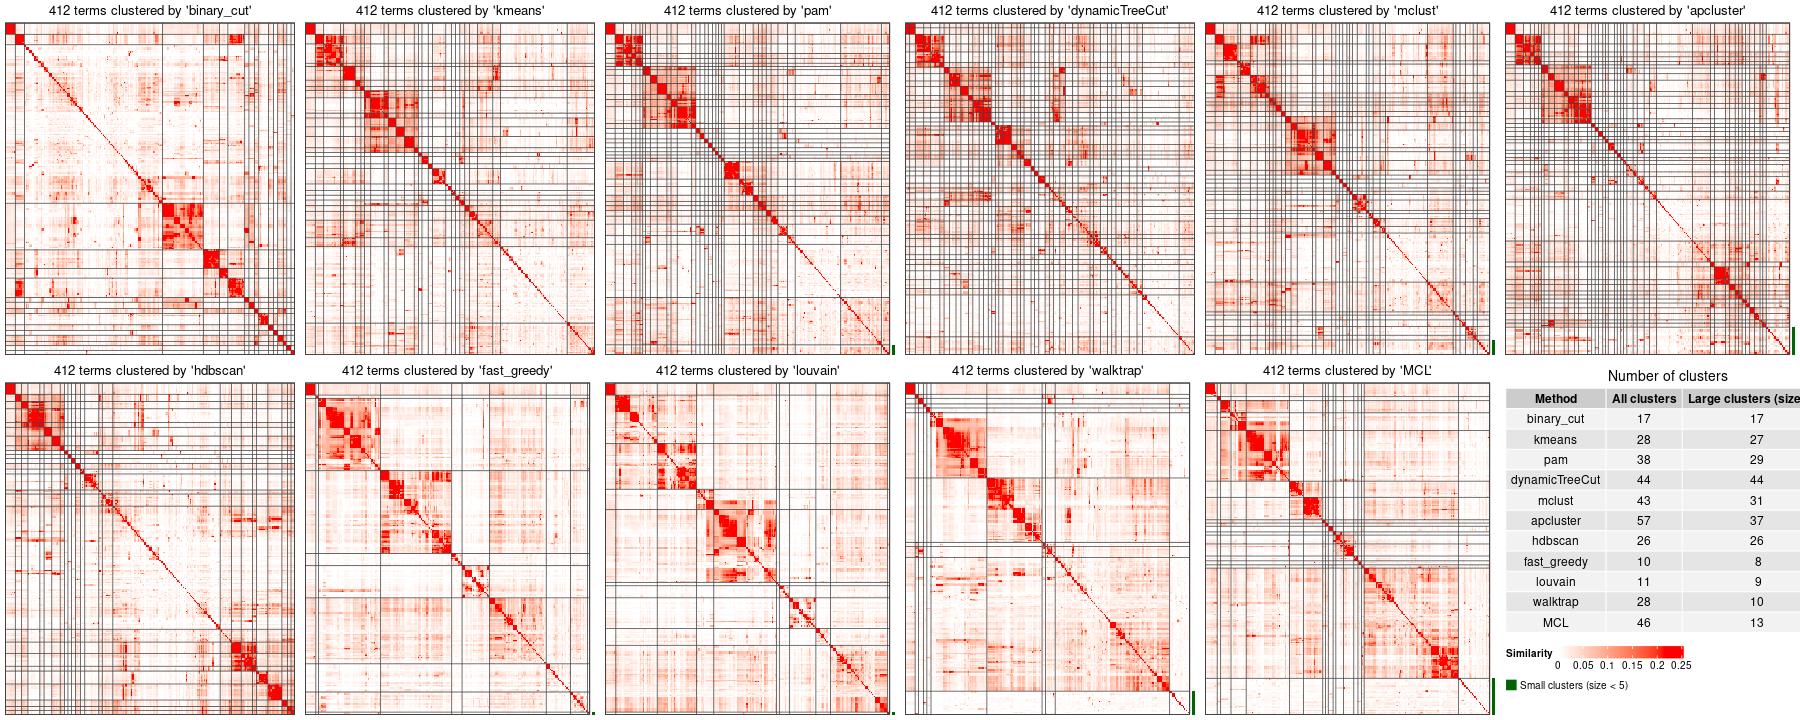 412 terms clustered by 'binary_cut'
412 terms clustered by 'kmeans'
412 terms clustered by 'pam'
412 terms clustered by 'dynamicTreeCut'
412 terms clustered by 'mclust'
412 terms clustered by 'apcluster'
412 terms clustered by 'hdbscan'
412 terms clustered by 'fast_greedy'
412 terms clustered by 'louvain'
412 terms clustered by 'walktrap'
412 terms clustered by 'MCL'
Number of clusters
Method All clusters Large clusters (size
binary_cut 17 17
kmeans 28 27
pam 38 29
dynamicTreeCut 44 44
mclust 43 31
apcluster 57 37
hdbscan 26 26
fast_greedy 10 8
louvain 11 9
walktrap 28 10
MCL 46 13
Similarity
0 0.05 0.1 0.15 0.2 0.25
Small clusters (size < 5)